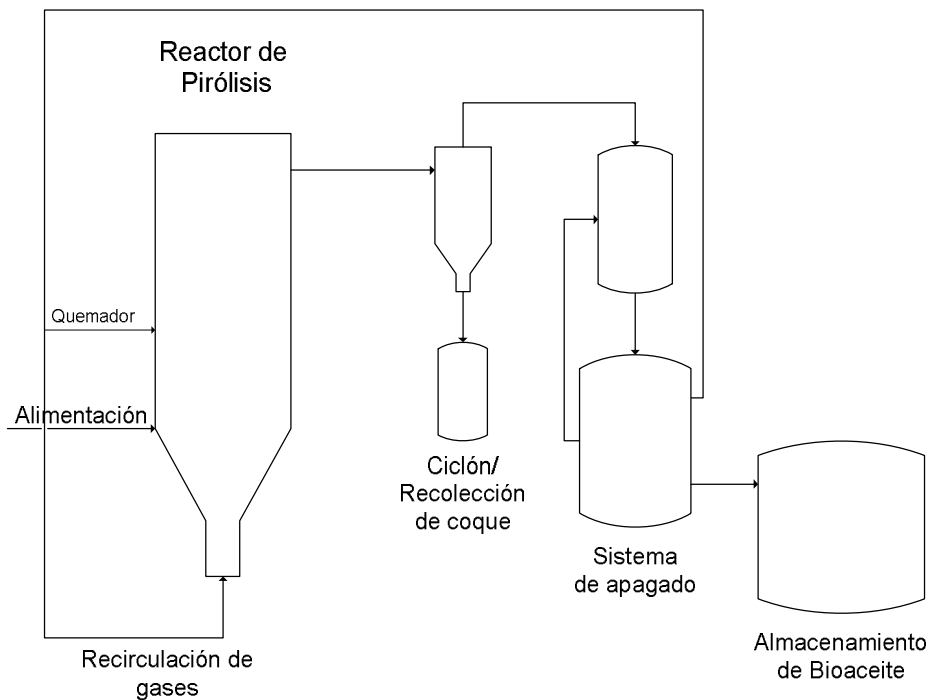 Reactor de
Pirólisis
Quemador
Alimentación
Ciclón/
Recolección
de coque
Sistema
de apagado
Almacenamiento
de Bioaceite
Recirculación de
gases